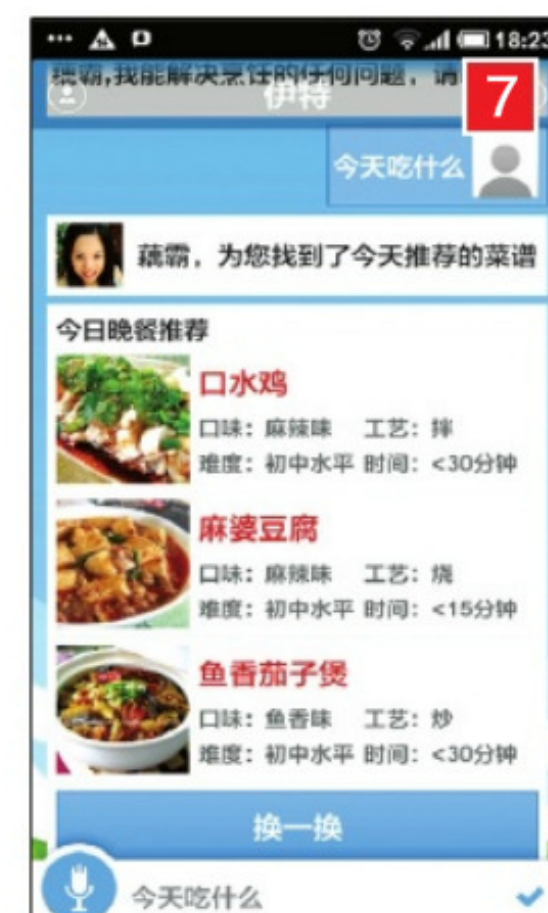 18:23
7
伊特
霸,我能解决烹饪的任何问题,请
今天吃什么
藕霸,为您找到了今天推荐的菜谱
今日晚餐推荐
口水鸡
口味:麻辣味 工艺:拌
难度:初中水平 时间:<30分钟
麻婆豆腐
口味:麻辣味 工艺:烧
难度:初中水平 时间:<15分钟
鱼香茄子煲
口味:鱼香味 工艺:炒
难度:初中水平 时间:<30分钟
换一换
今天吃什么